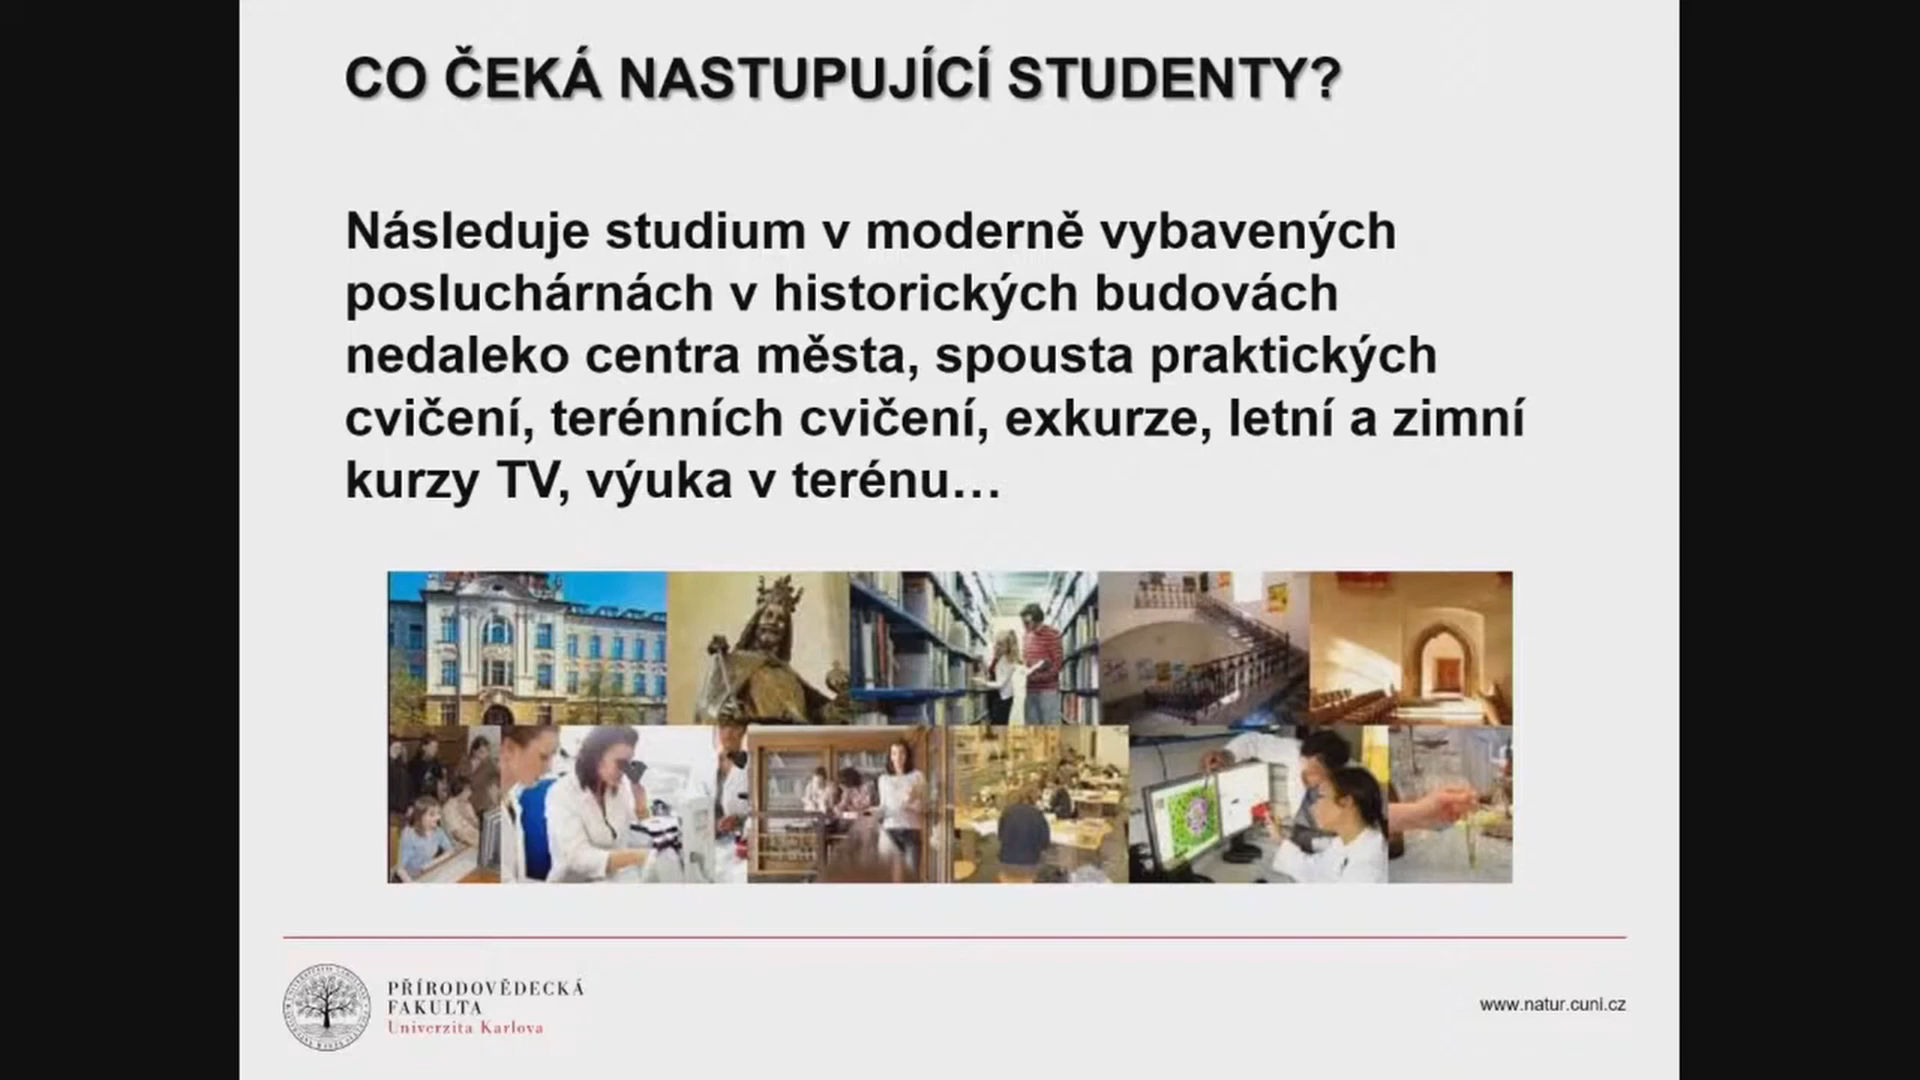 CO ČEKÁ NASTUPUJÍCÍ STUDENTY?
Následuje studium v moderně vybavených
posluchárnách v historických budovách
nedaleko centra města, spousta praktických
cvičení, terénních cvičení, exkurze, letní a zimní
kurzy TV, výuka v terénu…
PŘÍRODOVĚDECKÁ
FAKULTA
Univerzita Karlova
www.natur.cuni.cz